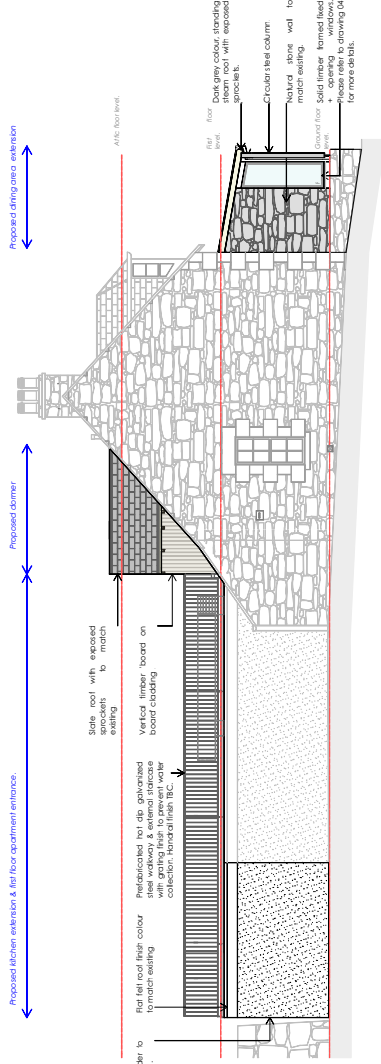 Proposed kitchen extension & first floor apartment entrance.
Proposed dormer
Proposed dining area extension
Attic floor level.
First floor
level.
Ground floor
level.
der to
Flat felt roof finish colour
to match existing
Prefabricated hot dip galvanized
steel walkway & external staircase
with grating finish to prevent water
collection. Handrail finish TBC.
Slate roof with exposed
sprockets to match
existing
Vertical timber 'board on
board' cladding
Dark grey colour, standing
steam roof with exposed
sprockets.
Circular steel column
Natural stone wall to
match existing.
Solid timber framed fixed
+ opening windows.
Please refer to drawing 04
for more details.